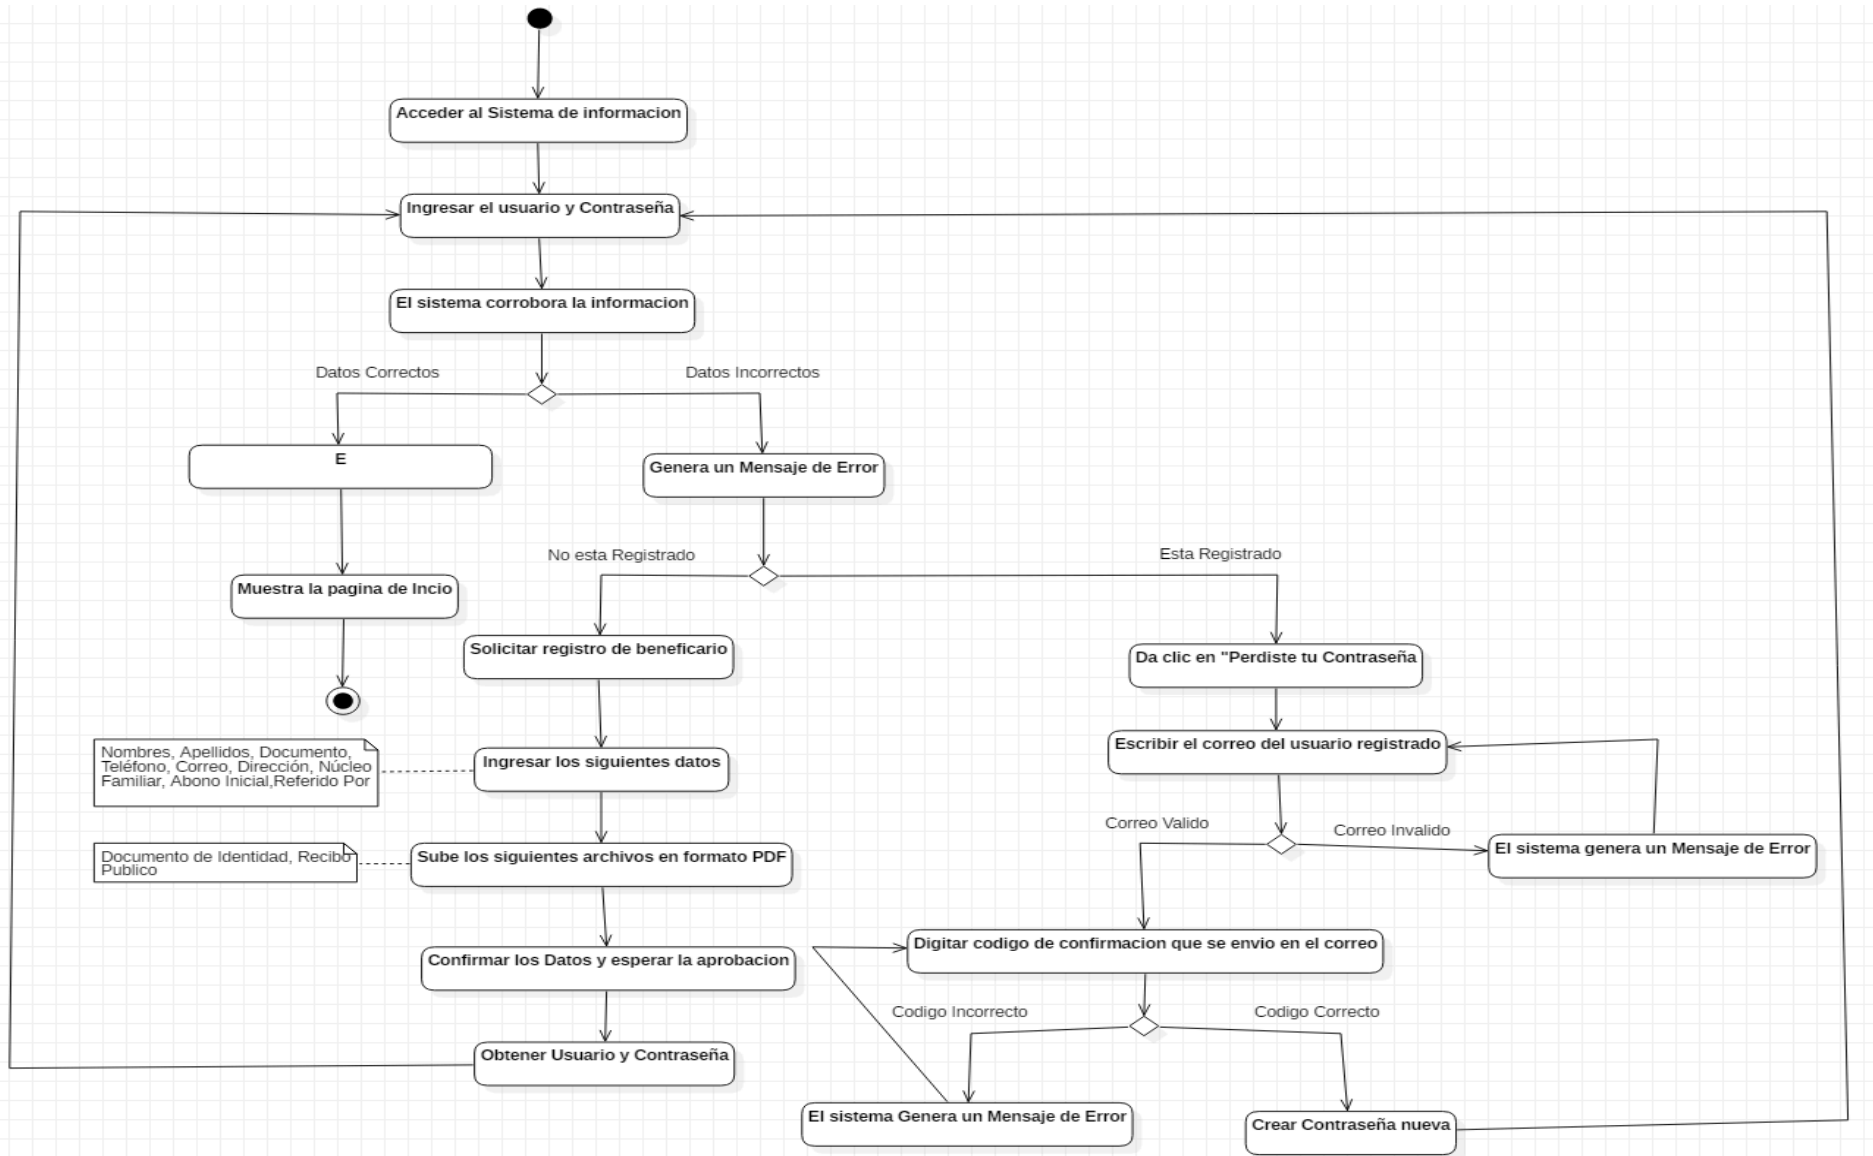 Acceder al Sistema de informacion
Ingresar el usuario y Contraseña
El sistema corrobora la informacion
Datos Correctos
Datos Incorrectos
E
Genera un Mensaje de Error
No esta Registrado
Esta Registrado
Muestra la pagina de Incio
Solicitar registro de beneficario
Da clic en "Perdiste tu Contraseña
Escribir el correo del usuario registrado
Nombres, Apellidos, Documento,
Teléfono, Correo, Dirección, Núcleo
Familiar, Abono Inicial,Referido Por
Ingresar los siguientes datos
Correo Valido
Correo Invalido
El sistema genera un Mensaje de Error
Documento de Identidad, Recibo
Publico
Sube los siguientes archivos en formato PDF
Digitar codigo de confirmacion que se envio en el correo
Confirmar los Datos y esperar la aprobacion
Codigo Incorrecto
Codigo Correcto
Obtener Usuario y Contraseña
El sistema Genera un Mensaje de Error
Crear Contraseña nueva